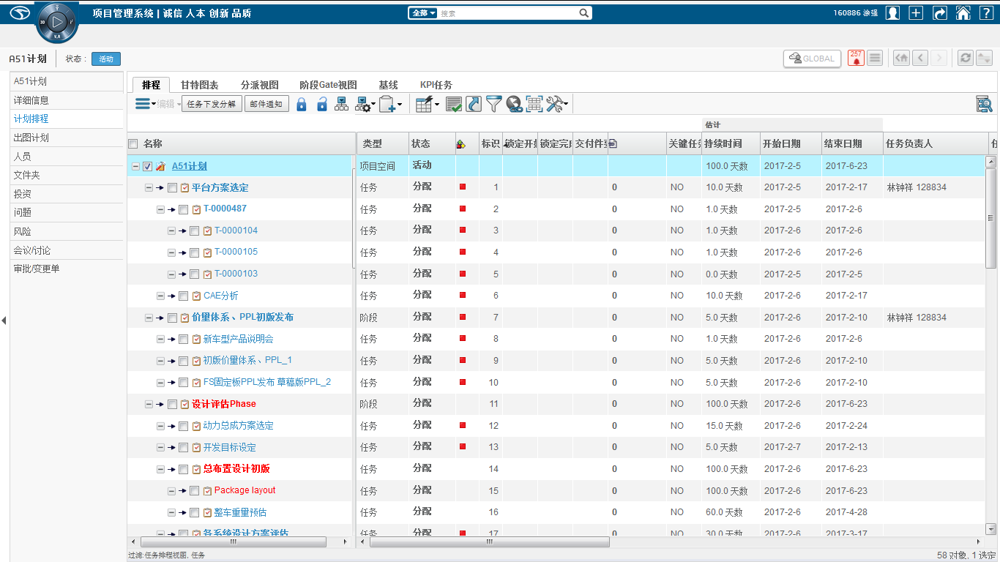 项目管理系统 | 诚信 人本 创新 品质
全部 搜索
160886 涂强
3D V.R
A51计划 状态： 活动
GLOBAL 257
A51计划
详细信息
计划排程
出图计划
人员
文件夹
投资
问题
风险
会议/讨论
审批/变更单
排程 甘特图表 分派视图 阶段Gate视图 基线 KPI任务
编辑 任务下发分解 邮件通知
估计
名称 类型 状态 标识 锁定开始 锁定完成 交付件 关键任务 持续时间 开始日期 结束日期 任务负责人
A51计划 项目空间 活动 100.0 天数 2017-2-5 2017-6-23
平台方案选定 任务 分配 1 0 NO 10.0 天数 2017-2-5 2017-2-17 林钟祥 128834
T-0000487 任务 分配 2 0 NO 1.0 天数 2017-2-5 2017-2-6
T-0000104 任务 分配 3 0 NO 1.0 天数 2017-2-6 2017-2-6
T-0000105 任务 分配 4 0 NO 1.0 天数 2017-2-6 2017-2-6
T-0000103 任务 分配 5 0 NO 0.0 天数 2017-2-5 2017-2-5
CAE分析 任务 分配 6 0 NO 10.0 天数 2017-2-6 2017-2-17
价量体系、PPL初版发布 阶段 分配 7 0 NO 5.0 天数 2017-2-6 2017-2-10 林钟祥 128834
新车型产品说明会 任务 分配 8 0 NO 1.0 天数 2017-2-6 2017-2-6
初版价量体系、PPL_1 任务 分配 9 0 NO 5.0 天数 2017-2-6 2017-2-10
FS固定板PPL发布 草稿版PPL_2 任务 分配 10 0 NO 5.0 天数 2017-2-6 2017-2-10
设计评估Phase 阶段 分配 11 0 NO 100.0 天数 2017-2-6 2017-6-23
动力总成方案选定 任务 分配 12 0 NO 15.0 天数 2017-2-6 2017-2-24
开发目标设定 任务 分配 13 0 NO 5.0 天数 2017-2-7 2017-2-13
总布置设计初版 任务 分配 14 0 NO 100.0 天数 2017-2-6 2017-6-23
Package layout 任务 分配 15 0 NO 100.0 天数 2017-2-6 2017-6-23
整车重量预估 任务 分配 16 0 NO 60.0 天数 2017-2-6 2017-4-28
各系统设计方案评估 任务 分配 17 0 NO 30.0 天数 2017-2-6 2017-3-17
过滤:任务排程视图, 任务
58 对象, 1 选定